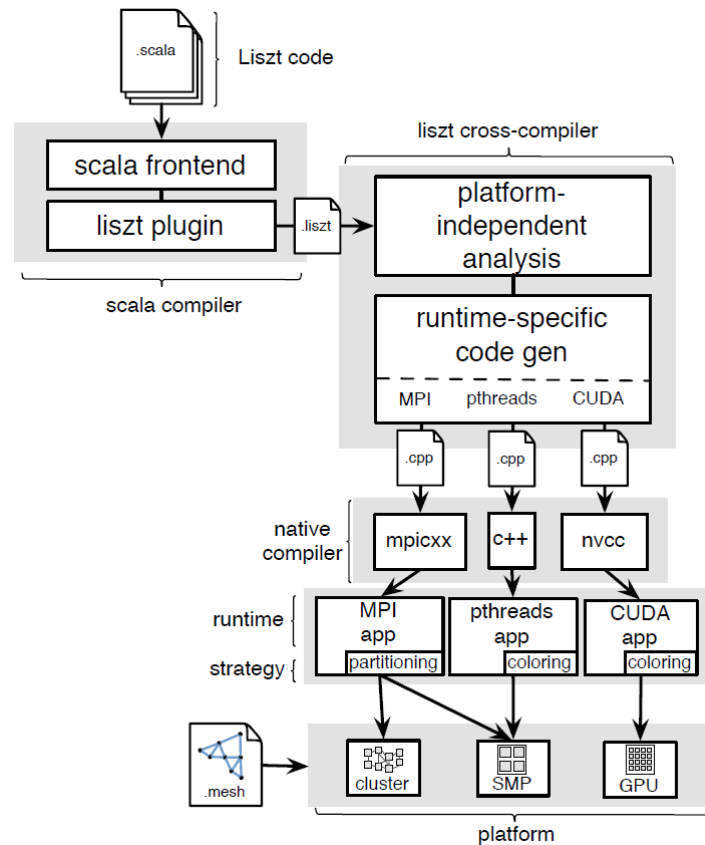 .scala
Liszt code
liszt cross-compiler
scala frontend
liszt plugin
.liszt
scala compiler
platform-
independent
analysis
runtime-specific
code gen
MPI pthreads CUDA
.cpp .cpp .cpp
native
compiler
mpicxx c++ nvcc
runtime
MPI
app
pthreads
app
CUDA
app
strategy
partitioning coloring coloring
.mesh
cluster SMP GPU
platform